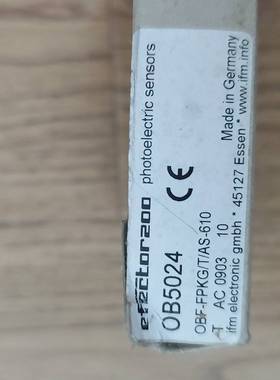 efector200 photoelectric sensors
OB5024 CE
OBF-FPKG/T/AS-610
T AC 0903 10 Made in Germany
ifm electronic gmbh * 45127 Essen * www.ifm.info